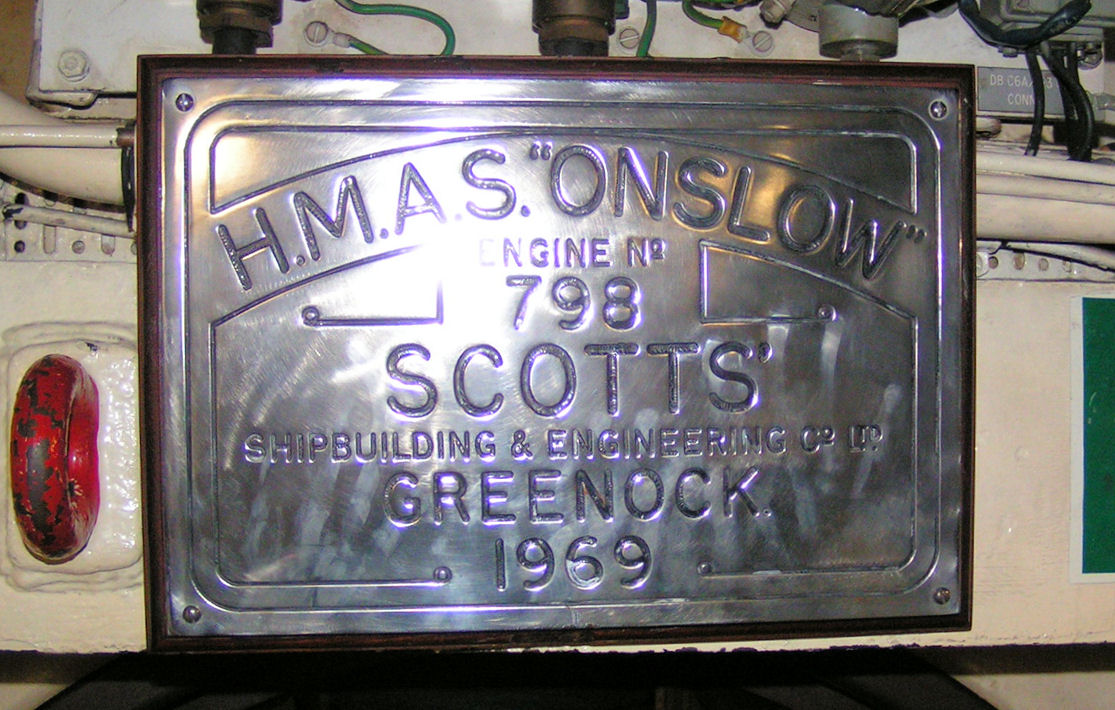 H.M.A.S. "ONSLOW"
ENGINE Nº
798
SCOTTS'
SHIPBUILDING & ENGINEERING Cº LTD
GREENOCK.
1969